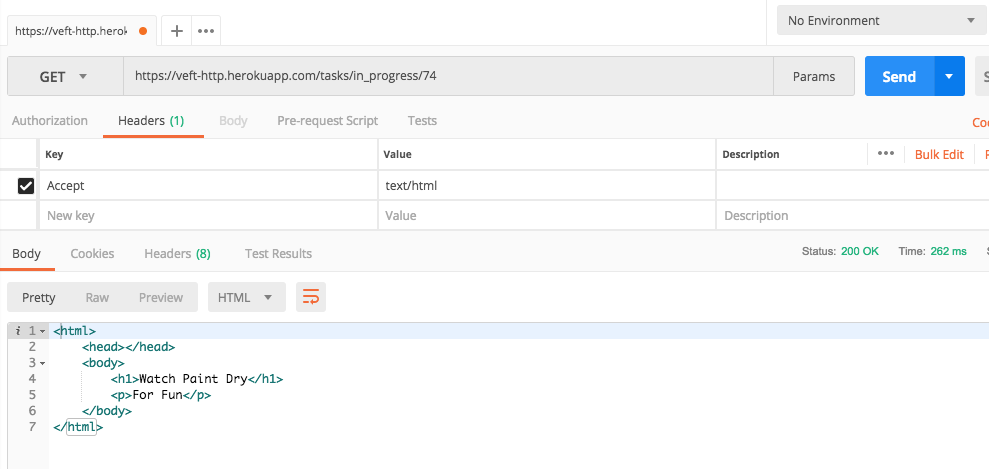 https://veft-http.herok
No Environment
GET https://veft-http.herokuapp.com/tasks/in_progress/74 Params Send
Authorization Headers (1) Body Pre-request Script Tests
Key Value Description ••• Bulk Edit
Accept text/html
New key Value Description
Body Cookies Headers (8) Test Results Status: 200 OK Time: 262 ms
Pretty Raw Preview HTML
i 1 <html>
2 <head></head>
3 <body>
4 <h1>Watch Paint Dry</h1>
5 <p>For Fun</p>
6 </body>
7 </html>